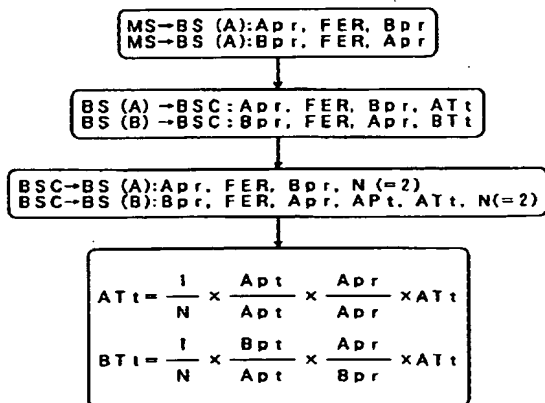 MS→BS (A):Apr, FER, Bpr
MS→BS (A):Bpr, FER, Apr
BS (A) →BSC:Apr, FER, Bpr, ATt
BS (B) →BSC:Bpr, FER, Apr, BTt
BSC→BS (A):Apr, FER, Bpr, N (=2)
BSC→BS (B):Bpr, FER, Apr, APt, ATt, N(=2)
ATt= 1/N × Apt/Apt × Apr/Apr ×ATt
BTt= 1/N × Bpt/Apt × Apr/Bpr ×ATt